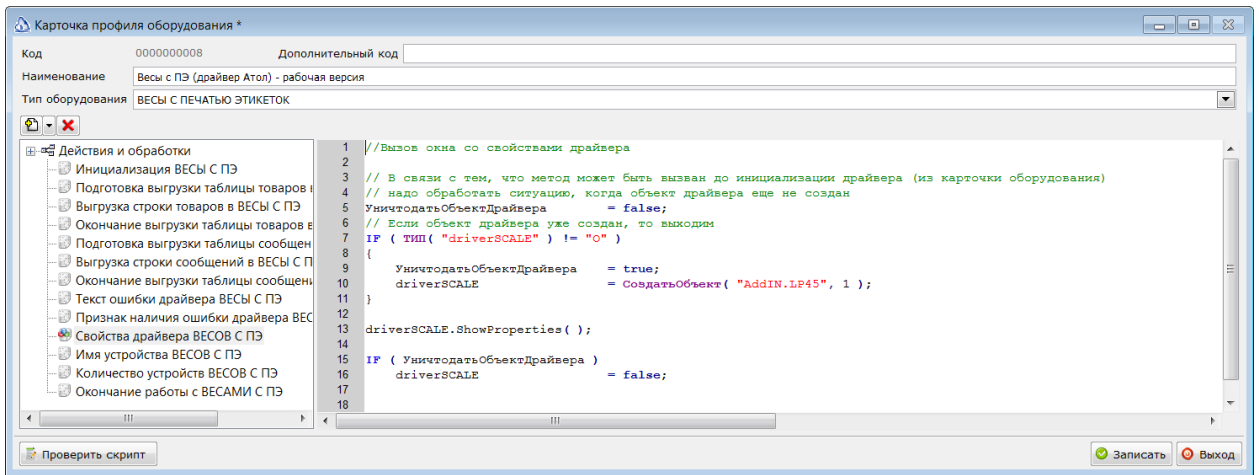 Карточка профиля оборудования *
Код 0000000008 Дополнительный код
Наименование Весы с ПЭ (драйвер Атол) - рабочая версия
Тип оборудования ВЕСЫ С ПЕЧАТЬЮ ЭТИКЕТОК
Действия и обработки
Инициализация ВЕСЫ С ПЭ
Подготовка выгрузки таблицы товаров
Выгрузка строки товаров в ВЕСЫ С ПЭ
Окончание выгрузки таблицы товаров в
Подготовка выгрузки таблицы сообщен
Выгрузка строки сообщений в ВЕСЫ С П
Окончание выгрузки таблицы сообщени
Текст ошибки драйвера ВЕСЫ С ПЭ
Признак наличия ошибки драйвера ВЕС
Свойства драйвера ВЕСОВ С ПЭ
Имя устройства ВЕСОВ С ПЭ
Количество устройств ВЕСОВ С ПЭ
Окончание работы с ВЕСАМИ С ПЭ
1 //Вызов окна со свойствами драйвера
2
3 // В связи с тем, что метод может быть вызван до инициализации драйвера (из карточки оборудования)
4 // надо обработать ситуацию, когда объект драйвера еще не создан
5 УничтодатьОбъектДрайвера = false;
6 // Если объект драйвера уже создан, то выходим
7 IF ( ТИП( "driverSCALE" ) != "O" )
8 {
9 УничтодатьОбъектДрайвера = true;
10 driverSCALE = СоздатьОбъект( "AddIN.LP45", 1 );
11 }
12
13 driverSCALE.ShowProperties( );
14
15 IF ( УничтодатьОбъектДрайвера )
16 driverSCALE = false;
17
18
Проверить скрипт Записать Выход